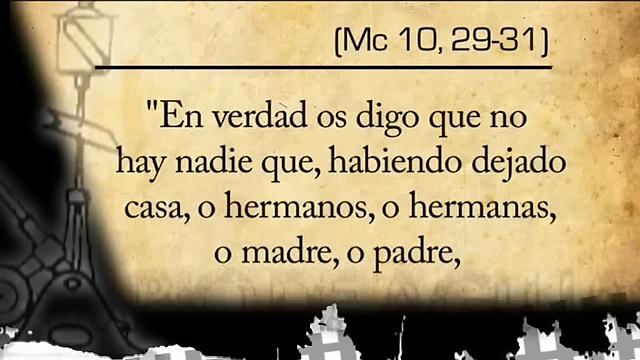 (Mc 10, 29-31)
"En verdad os digo que no
hay nadie que, habiendo dejado
casa, o hermanos, o hermanas,
o madre, o padre,